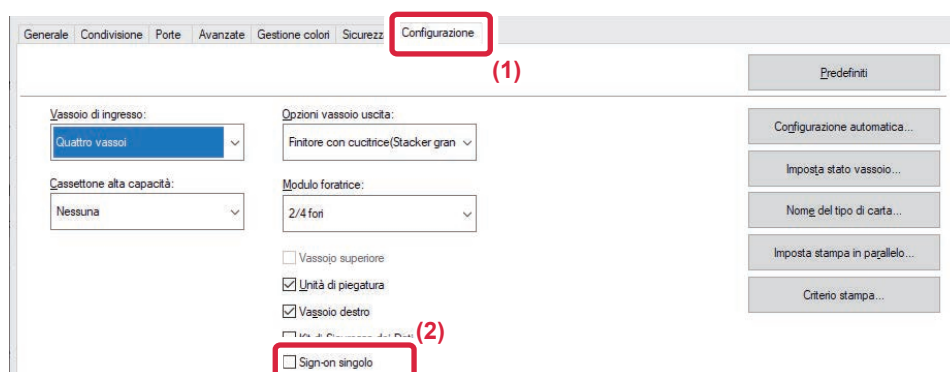 Generale Condivisione Porte Avanzate Gestione colori Sicurezz Configurazione
(1)
Predefiniti
Vassoio di ingresso:
Quattro vassoi
Cassettone alta capacità:
Nessuna
Opzioni vassoio uscita:
Finitore con cucitrice(Stacker gran
Modulo foratrice:
2/4 fori
Vassoio superiore
Unità di piegatura
Vassoio destro
(2)
Sign-on singolo
Configurazione automatica...
Imposta stato vassoio...
Nome del tipo di carta...
Imposta stampa in parallelo...
Criterio stampa...